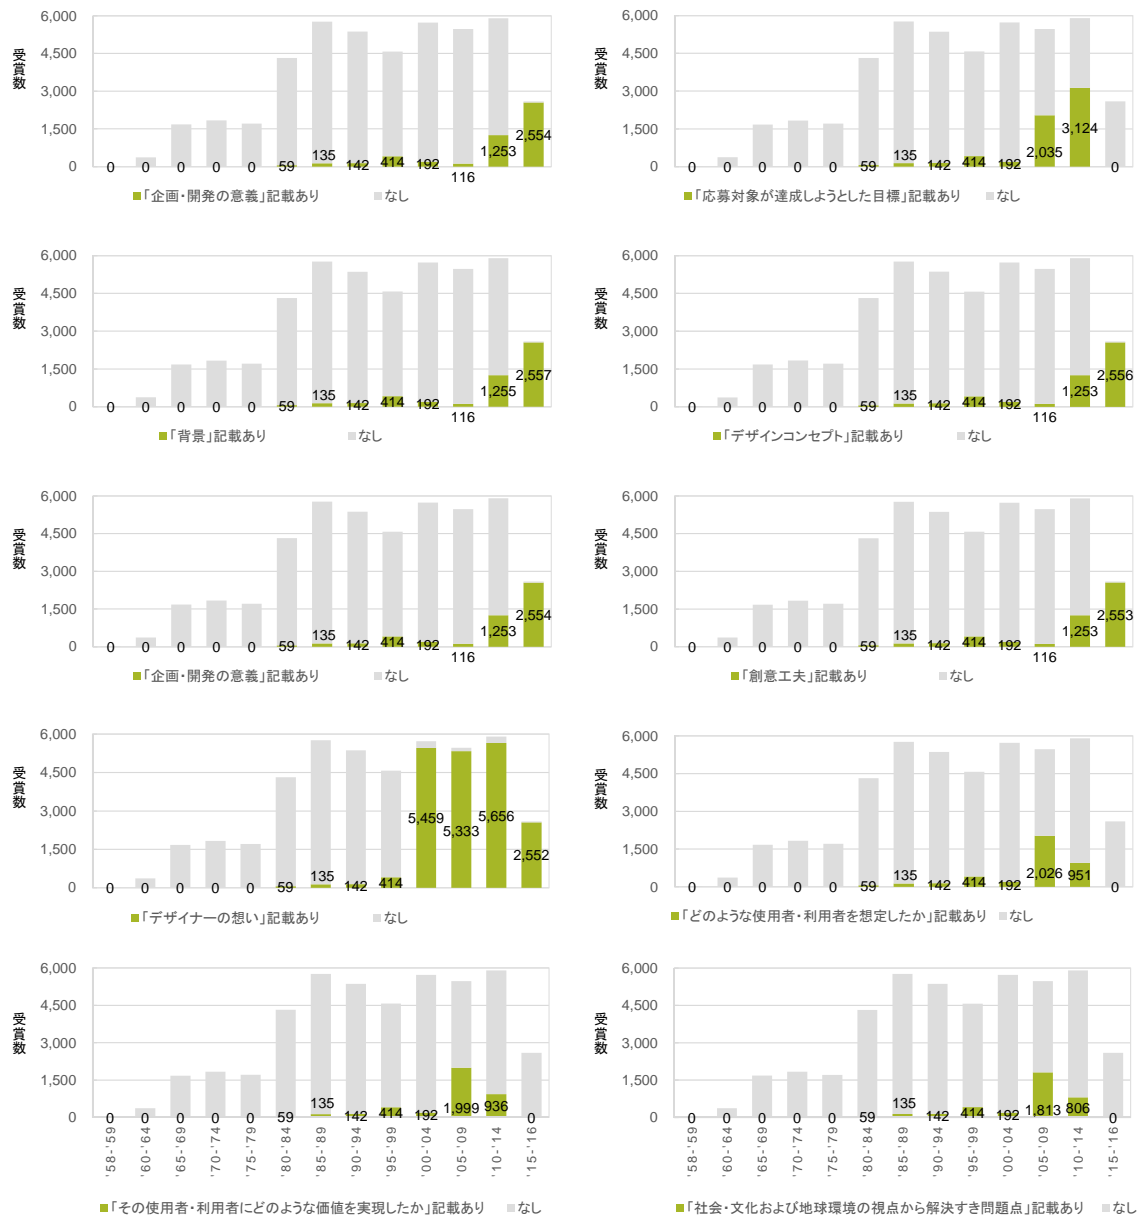 6,000
4,500
3,000
1,500
0
受賞数
0 0 0 0 0 59 135 142 414 192 116 1,253 2,554
■「企画・開発の意義」記載あり ■なし
6,000
4,500
3,000
1,500
0
受賞数
0 0 0 0 0 59 135 142 414 192 2,035 3,124 0
■「応募対象が達成しようとした目標」記載あり ■なし
6,000
4,500
3,000
1,500
0
受賞数
0 0 0 0 0 59 135 142 414 192 116 1,255 2,557
■「背景」記載あり ■なし
6,000
4,500
3,000
1,500
0
受賞数
0 0 0 0 0 59 135 142 414 192 116 1,253 2,556
■「デザインコンセプト」記載あり ■なし
6,000
4,500
3,000
1,500
0
受賞数
0 0 0 0 0 59 135 142 414 192 116 1,253 2,554
■「企画・開発の意義」記載あり ■なし
6,000
4,500
3,000
1,500
0
受賞数
0 0 0 0 0 59 135 142 414 192 116 1,253 2,553
■「創意工夫」記載あり ■なし
6,000
4,500
3,000
1,500
0
受賞数
0 0 0 0 0 59 135 142 414 5,459 5,333 5,656 2,552
■「デザイナーの想い」記載あり ■なし
6,000
4,500
3,000
1,500
0
受賞数
0 0 0 0 0 59 135 142 414 192 2,026 951 0
■「どのような使用者・利用者を想定したか」記載あり ■なし
6,000
4,500
3,000
1,500
0
受賞数
0 0 0 0 0 59 135 142 414 192 1,999 936 0
'58-'59 '60-'64 '65-'69 '70-'74 '75-'79 '80-'84 '85-'89 '90-'94 '95-'99 '00-'04 '05-'09 '10-'14 '15-'16
■「その使用者・利用者にどのような価値を実現したか」記載あり ■なし
6,000
4,500
3,000
1,500
0
受賞数
0 0 0 0 0 59 135 142 414 192 1,813 806 0
'58-'59 '60-'64 '65-'69 '70-'74 '75-'79 '80-'84 '85-'89 '90-'94 '95-'99 '00-'04 '05-'09 '10-'14 '15-'16
■「社会・文化および地球環境の視点から解決すき問題点」記載あり ■なし